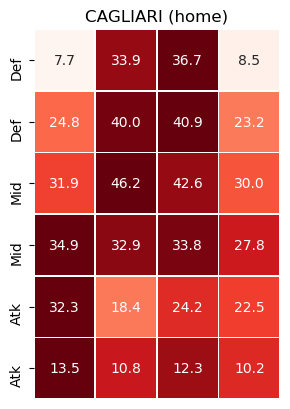 CAGLIARI (home)
Def 7.7 33.9 36.7 8.5
Def 24.8 40.0 40.9 23.2
Mid 31.9 46.2 42.6 30.0
Mid 34.9 32.9 33.8 27.8
Atk 32.3 18.4 24.2 22.5
Atk 13.5 10.8 12.3 10.2